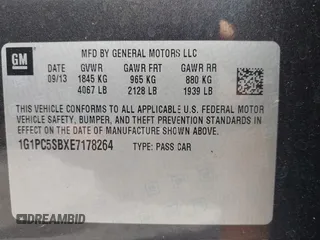 GM
MFD BY GENERAL MOTORS LLC
DATE GVWR GAWR FRT GAWR RR
09/13 1845 KG 965 KG 880 KG
4067 LB 2128 LB 1939 LB
THIS VEHICLE CONFORMS TO ALL APPLICABLE U.S. FEDERAL MOTOR
VEHICLE SAFETY, BUMPER, AND THEFT PREVENTION STANDARDS
IN EFFECT ON THE DATE OF MANUFACTURE SHOWN ABOVE.
1G1PC5SBXE7178264 TYPE: PASS CAR
DREAMBID